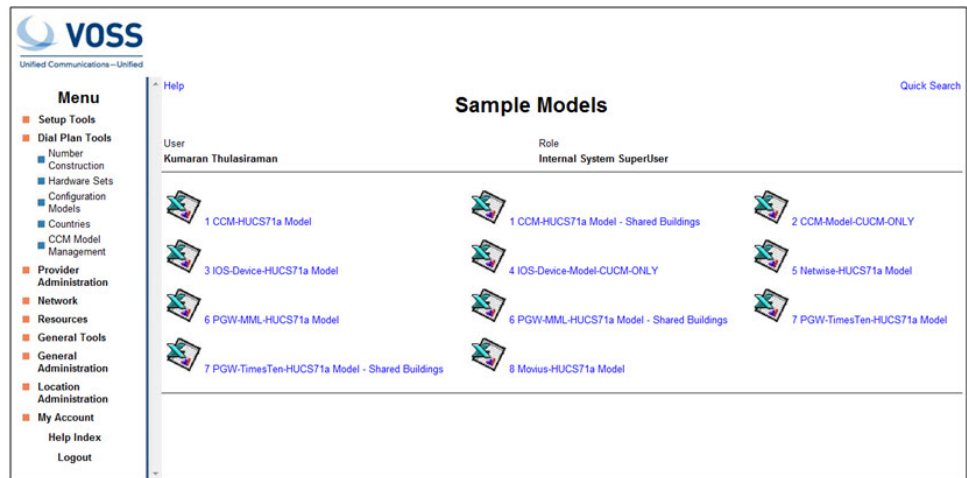 VOSS
Unified Communications—Unified
Menu
Setup Tools
Dial Plan Tools
Number
Construction
Hardware Sets
Configuration
Models
Countries
CCM Model
Management
Provider
Administration
Network
Resources
General Tools
General
Administration
Location
Administration
My Account
Help Index
Logout
Help
Quick Search
Sample Models
User
Role
Kumaran Thulasiraman
Internal System SuperUser
1 CCM-HUCS71a Model
1 CCM-HUCS71a Model - Shared Buildings
2 CCM-Model-CUCM-ONLY
3 IOS-Device-HUCS71a Model
4 IOS-Device-Model-CUCM-ONLY
5 Netwise-HUCS71a Model
6 PGW-MML-HUCS71a Model
6 PGW-MML-HUCS71a Model - Shared Buildings
7 PGW-TimesTen-HUCS71a Model
7 PGW-TimesTen-HUCS71a Model - Shared Buildings
8 Movius-HUCS71a Model